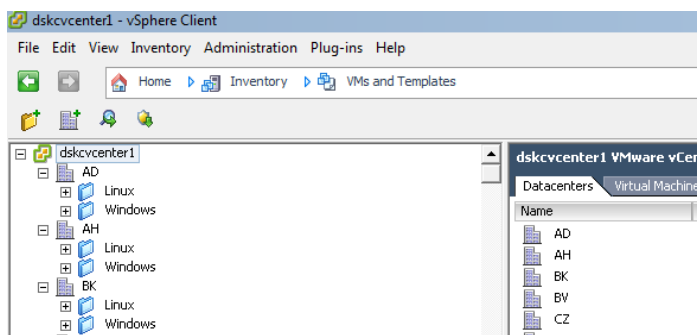 dskcvcenter1 - vSphere Client
File Edit View Inventory Administration Plug-ins Help
Home Inventory VMs and Templates
dskcvcenter1
AD
Linux
Windows
AH
Linux
Windows
BK
Linux
Windows
dskcvcenter1 VMware vCer
Datacenters Virtual Machine
Name
AD
AH
BK
BV
CZ